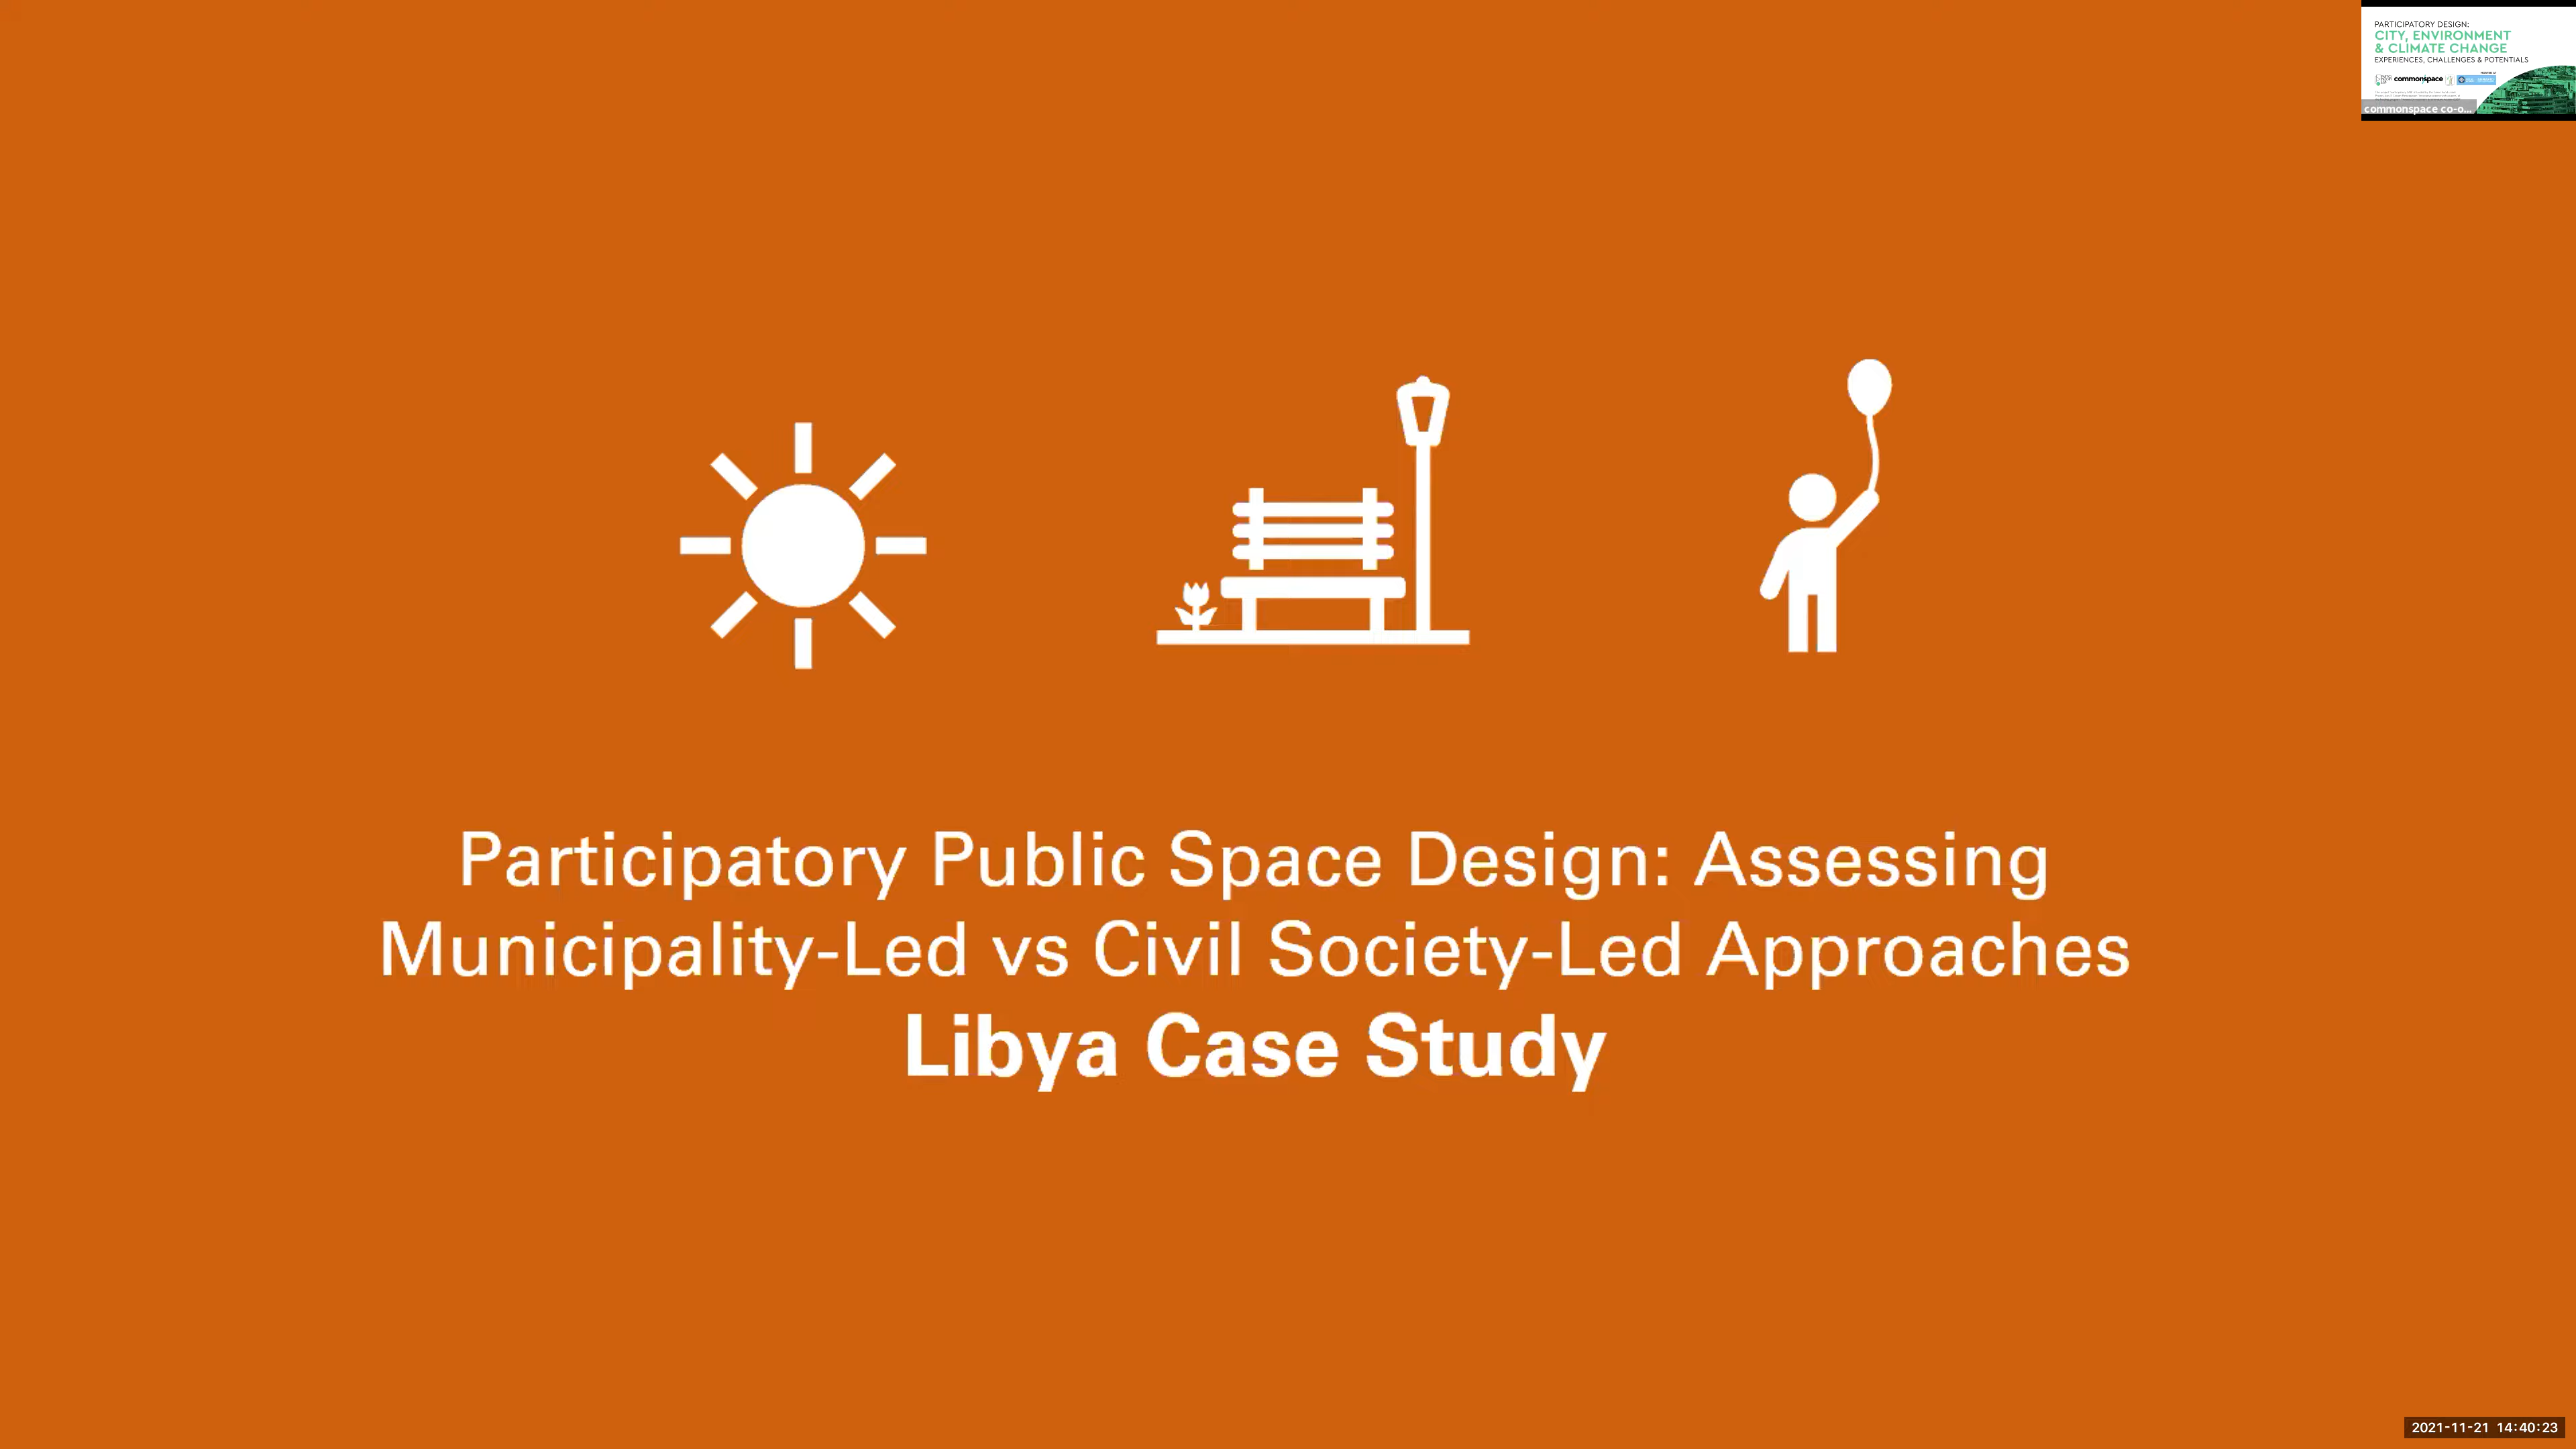 PARTICIPATORY DESIGN:
CITY, ENVIRONMENT
& CLIMATE CHANGE
EXPERIENCES, CHALLENGES & POTENTIALS
commonspace
commonspace co-o...
Participatory Public Space Design: Assessing
Municipality-Led vs Civil Society-Led Approaches
Libya Case Study
2021-11-21 14:40:23